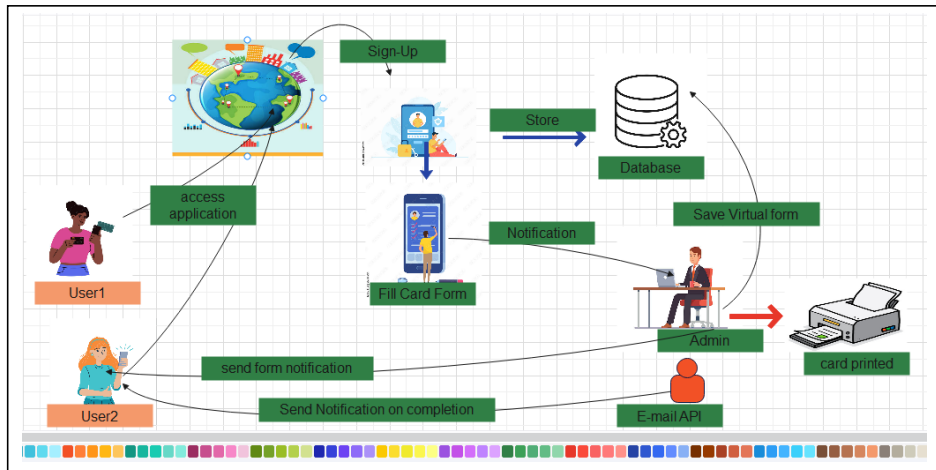 Sign-Up
Store
Database
access
application
Save Virtual form
Notification
User1
Fill Card Form
Admin
send form notification
card printed
Send Notification on completion
User2
E-mail API